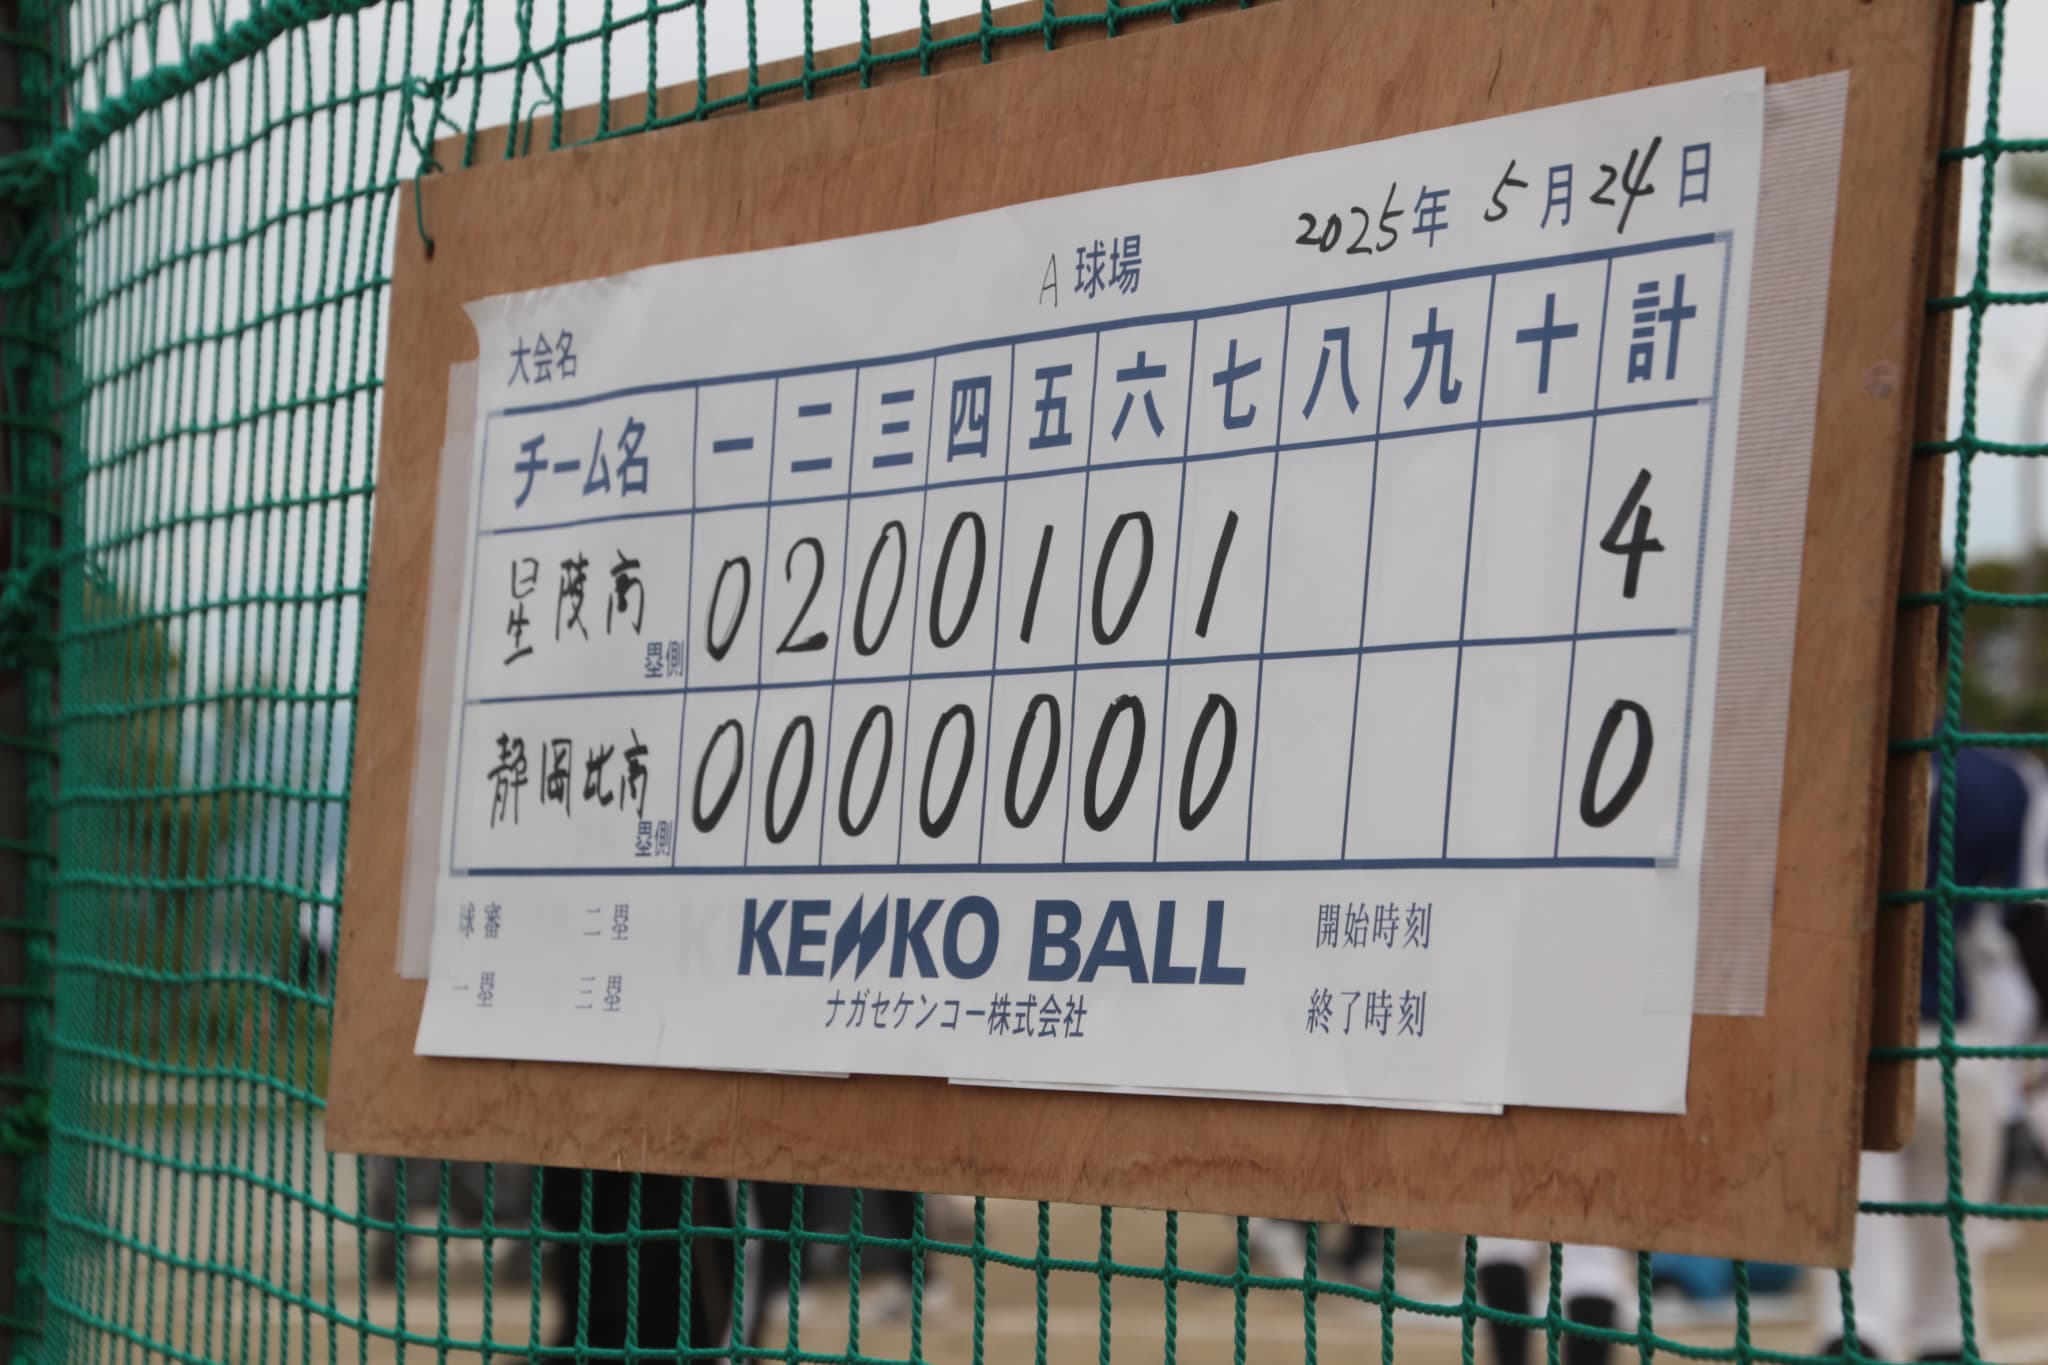 2025年 5月24日
A 球場
大会名
チーム名 一 二 三 四 五 六 七 八 九 十 計
星陵高 塁側 0 2 0 0 1 0 1 4
静岡比高 塁側 0 0 0 0 0 0 0 0
球審 二塁 KENKO BALL 開始時刻
一塁 三塁 ナガセケンコー株式会社 終了時刻